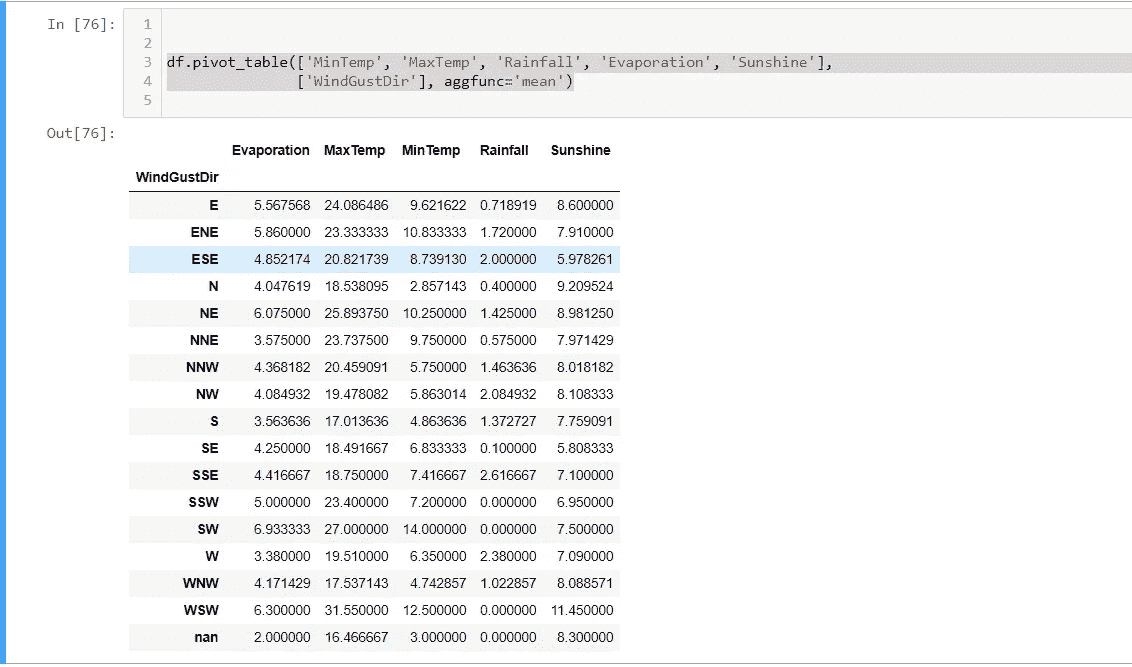 In [76]:
1
2
3 df.pivot_table(['MinTemp', 'MaxTemp', 'Rainfall', 'Evaporation', 'Sunshine'],
4 ['WindGustDir'], aggfunc='mean')
5
Out[76]:
Evaporation MaxTemp MinTemp Rainfall Sunshine
WindGustDir
E 5.567568 24.086486 9.621622 0.718919 8.600000
ENE 5.860000 23.333333 10.833333 1.720000 7.910000
ESE 4.852174 20.821739 8.739130 2.000000 5.978261
N 4.047619 18.538095 2.857143 0.400000 9.209524
NE 6.075000 25.893750 10.250000 1.425000 8.981250
NNE 3.575000 23.737500 9.750000 0.575000 7.971429
NNW 4.368182 20.459091 5.750000 1.463636 8.018182
NW 4.084932 19.478082 5.863014 2.084932 8.108333
S 3.563636 17.013636 4.863636 1.372727 7.759091
SE 4.250000 18.491667 6.833333 0.100000 5.808333
SSE 4.416667 18.750000 7.416667 2.616667 7.100000
SSW 5.000000 23.400000 7.200000 0.000000 6.950000
SW 6.933333 27.000000 14.000000 0.000000 7.500000
W 3.380000 19.510000 6.350000 2.380000 7.090000
WNW 4.171429 17.537143 4.742857 1.022857 8.088571
WSW 6.300000 31.550000 12.500000 0.000000 11.450000
nan 2.000000 16.466667 3.000000 0.000000 8.300000